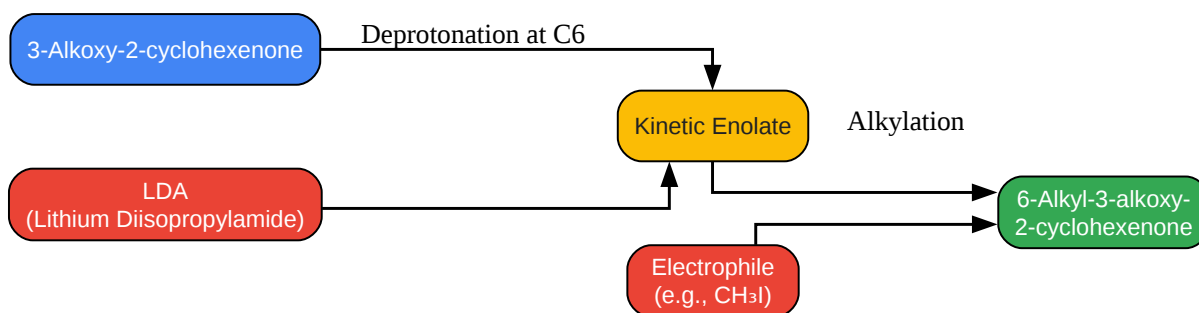 3-Alkoxy-2-cyclohexenone
Deprotonation at C6
Kinetic Enolate
Alkylation
LDA
(Lithium Diisopropylamide)
6-Alkyl-3-alkoxy-
2-cyclohexenone
Electrophile
(e.g., CH₃I)